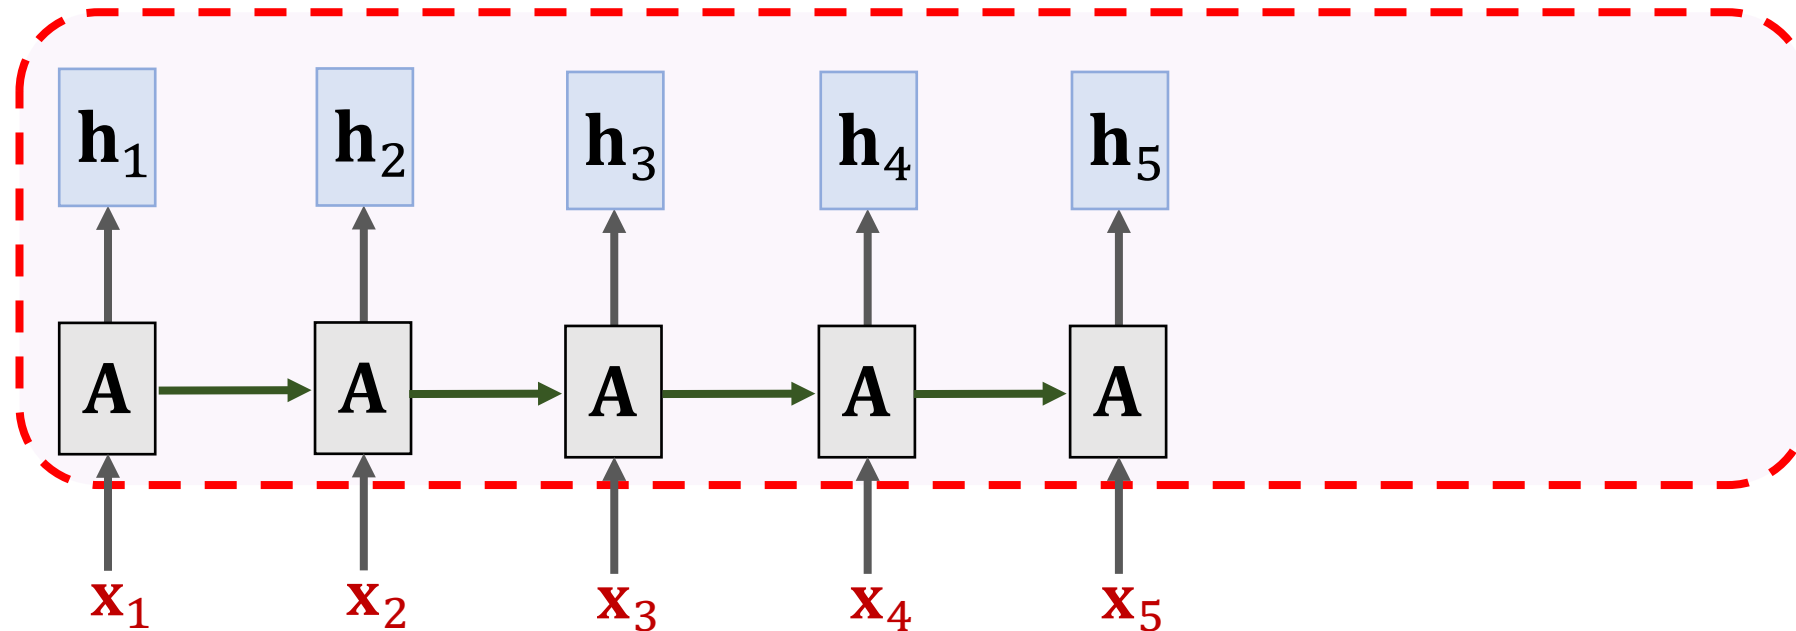 h₁ h₂ h₃ h₄ h₅
A A A A A
x₁ x₂ x₃ x₄ x₅